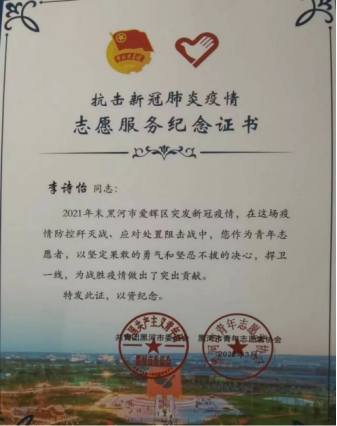 抗击新冠肺炎疫情
志愿服务纪念证书
李诗怡 同志:
2021年末黑河市爱辉区突发新冠疫情，在这场疫
情防控歼灭战、应对处置阻击战中，您作为青年志
愿者，以坚定果敢的勇气和坚忍不拔的决心，捍卫
一线，为战胜疫情做出了突出贡献。
特发此证，以资纪念。
共青团黑河市委员会 黑河市青年志愿者协会